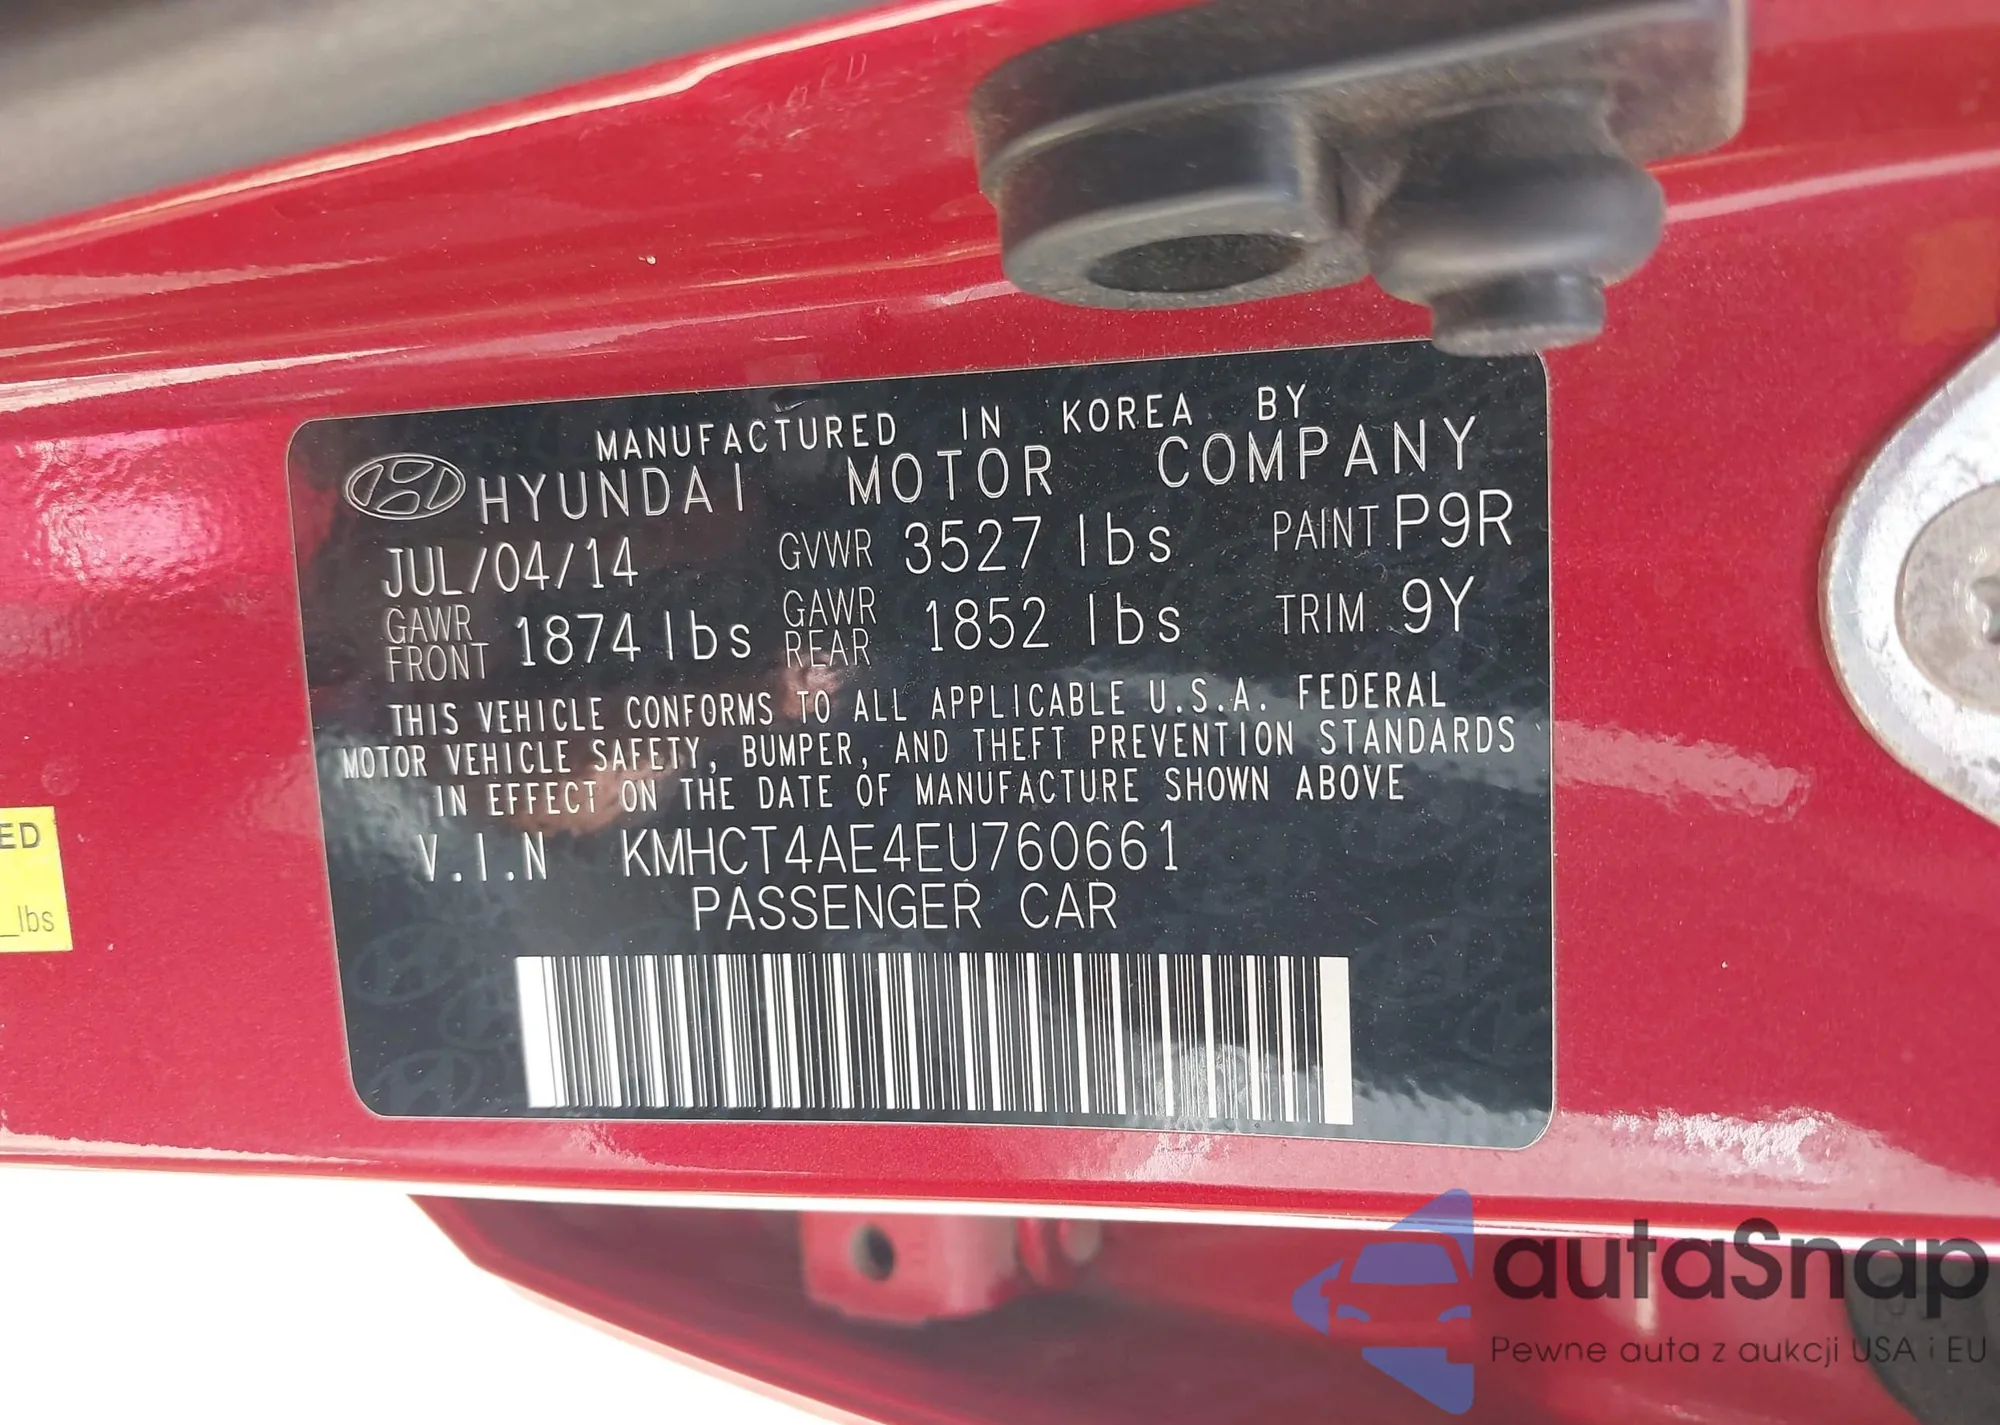 MANUFACTURED IN KOREA BY
HYUNDAI MOTOR COMPANY
JUL/04/14 GVWR 3527 lbs PAINT P9R
GAWR FRONT 1874 lbs GAWR REAR 1852 lbs TRIM 9Y
THIS VEHICLE CONFORMS TO ALL APPLICABLE U.S.A. FEDERAL
MOTOR VEHICLE SAFETY, BUMPER, AND THEFT PREVENTION STANDARDS
IN EFFECT ON THE DATE OF MANUFACTURE SHOWN ABOVE
V.I.N KMHCT4AE4EU760661
PASSENGER CAR
ED
_lbs
autaSnap
Pewne auta z aukcji USA i EU